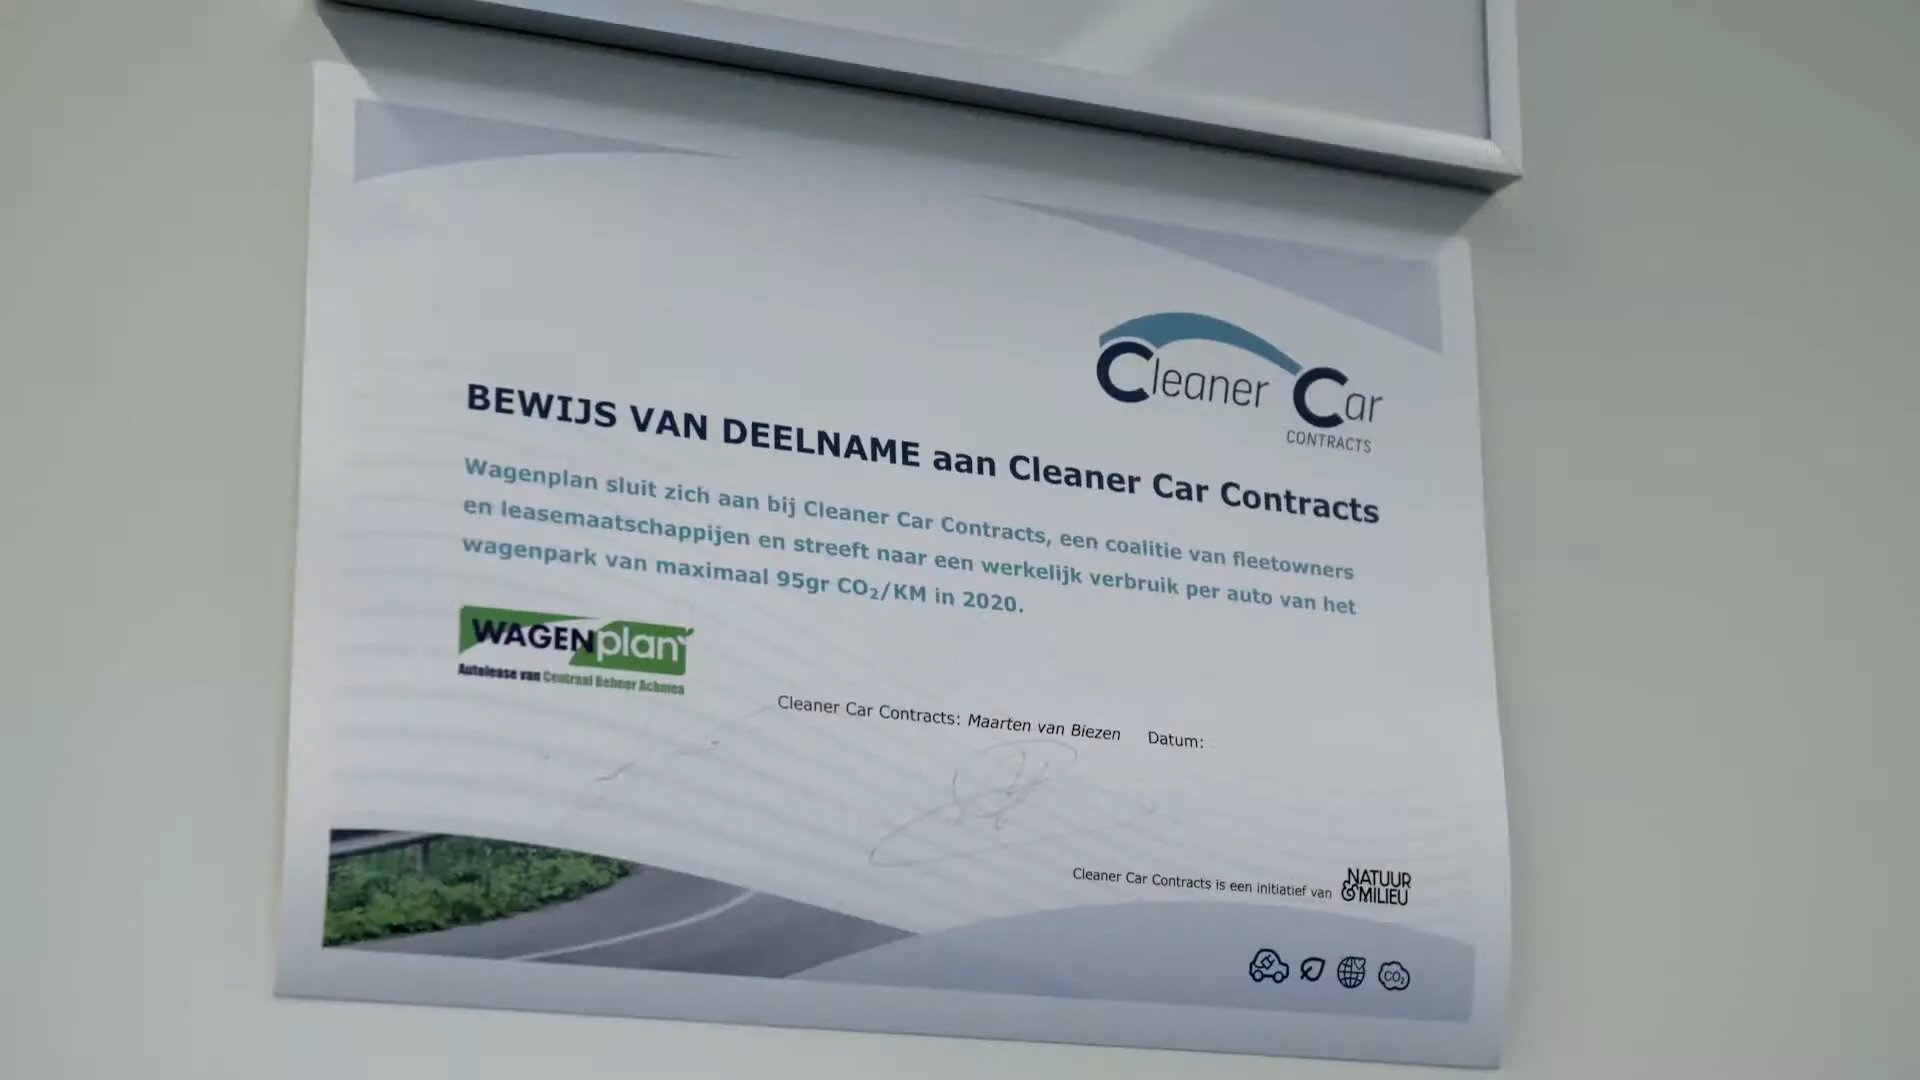 Cleaner Car
CONTRACTS
BEWIJS VAN DEELNAME aan Cleaner Car Contracts
Wagenplan sluit zich aan bij Cleaner Car Contracts, een coalitie van fleetowners
en leasemaatschappijen en streeft naar een werkelijk verbruik per auto van het
wagenpark van maximaal 95gr CO₂/KM in 2020.
WAGENplan
Autolease van Centraal Beheer Achmea
Cleaner Car Contracts: Maarten van Biezen Datum:
Cleaner Car Contracts is een initiatief van
NATUUR
&MILIEU
CO₂